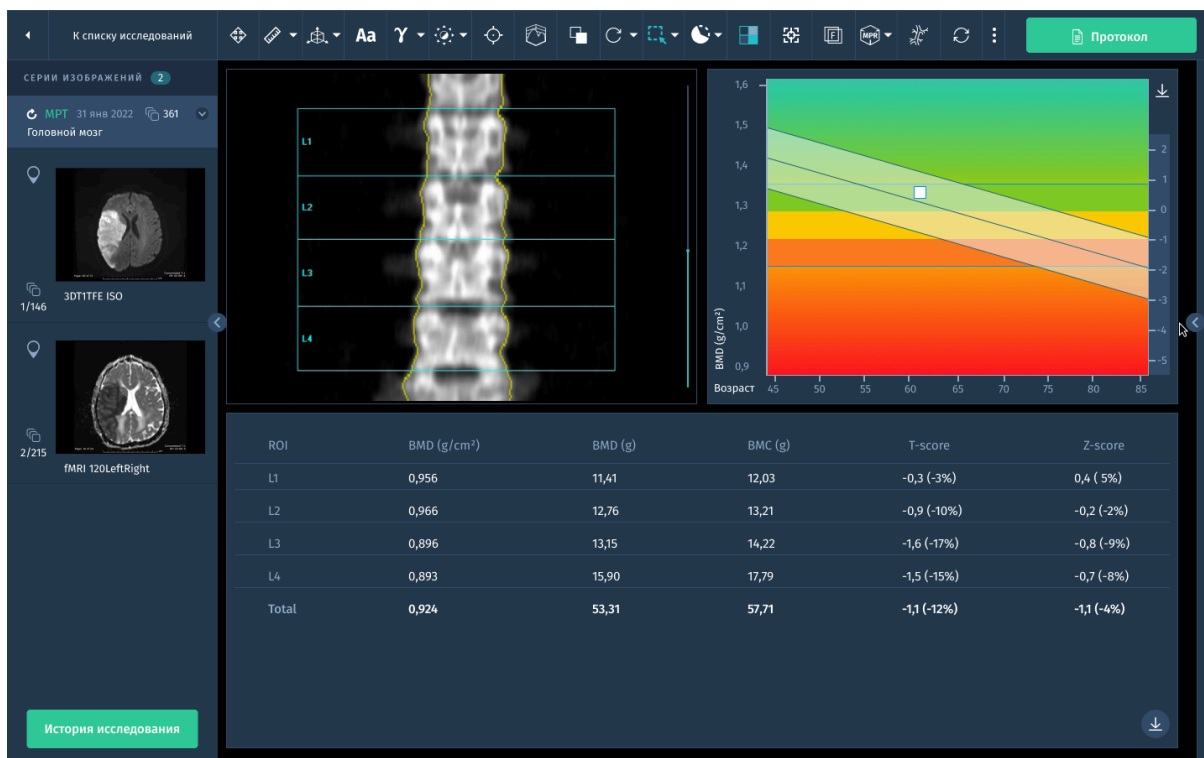 К списку исследований
Aa
γ
F
MPR
Протокол
СЕРИИ ИЗОБРАЖЕНИЙ 2
МРТ 31 янв 2022 361
Головной мозг
1/146
3DT1TFE ISO
2/215
fMRI 120LeftRight
История исследования
L1
L2
L3
L4
1,6
1,5
1,4
1,3
1,2
1,1
1,0
0,9
BMD (g/cm²)
2
1
0
-1
-2
-3
-4
-5
Возраст 45 50 55 60 65 70 75 80 85
ROI BMD (g/cm²) BMD (g) BMC (g) T-score Z-score
L1 0,956 11,41 12,03 -0,3 (-3%) 0,4 ( 5%)
L2 0,966 12,76 13,21 -0,9 (-10%) -0,2 (-2%)
L3 0,896 13,15 14,22 -1,6 (-17%) -0,8 (-9%)
L4 0,893 15,90 17,79 -1,5 (-15%) -0,7 (-8%)
Total 0,924 53,31 57,71 -1,1 (-12%) -1,1 (-4%)